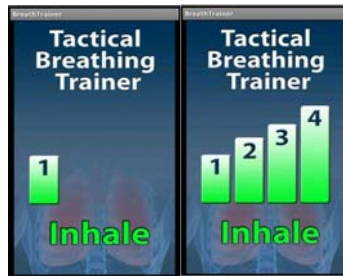 BreathTrainer
Tactical
Breathing
Trainer
1
Inhale
BreathTrainer
Tactical
Breathing
Trainer
1 2 3 4
Inhale